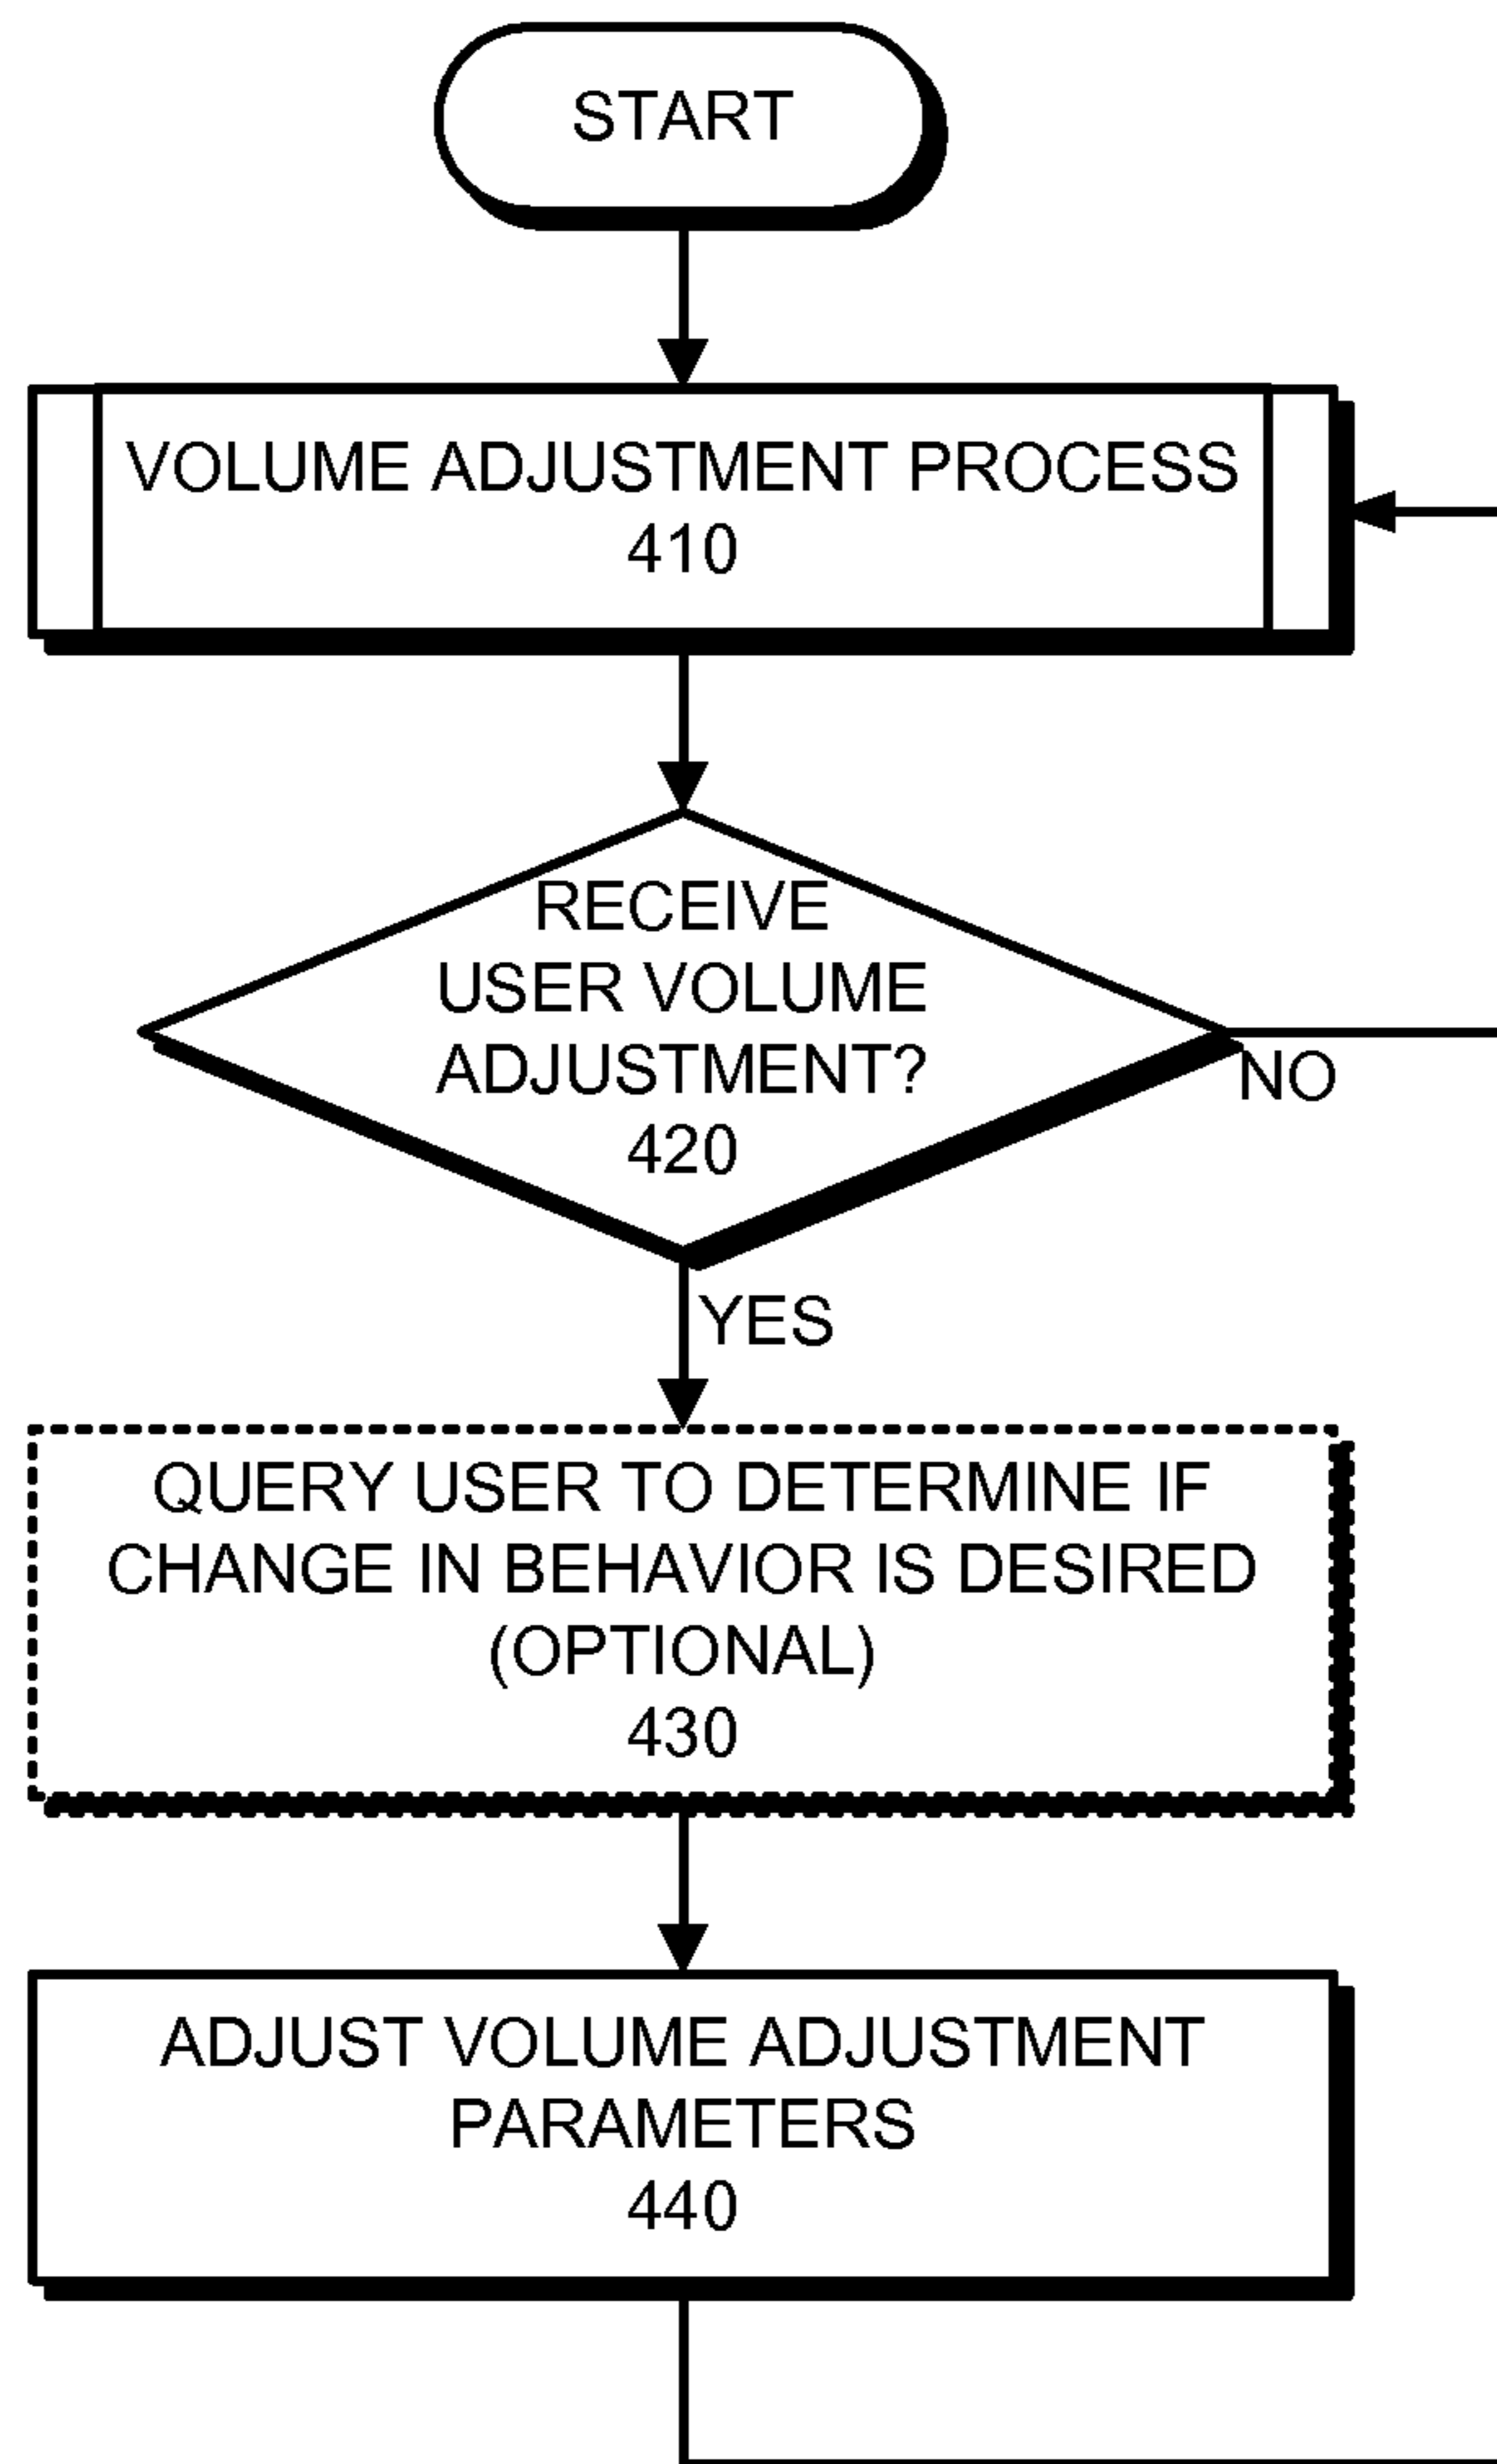 START
VOLUME ADJUSTMENT PROCESS
410
RECEIVE
USER VOLUME
ADJUSTMENT?
420
NO
YES
QUERY USER TO DETERMINE IF
CHANGE IN BEHAVIOR IS DESIRED
(OPTIONAL)
430
ADJUST VOLUME ADJUSTMENT
PARAMETERS
440